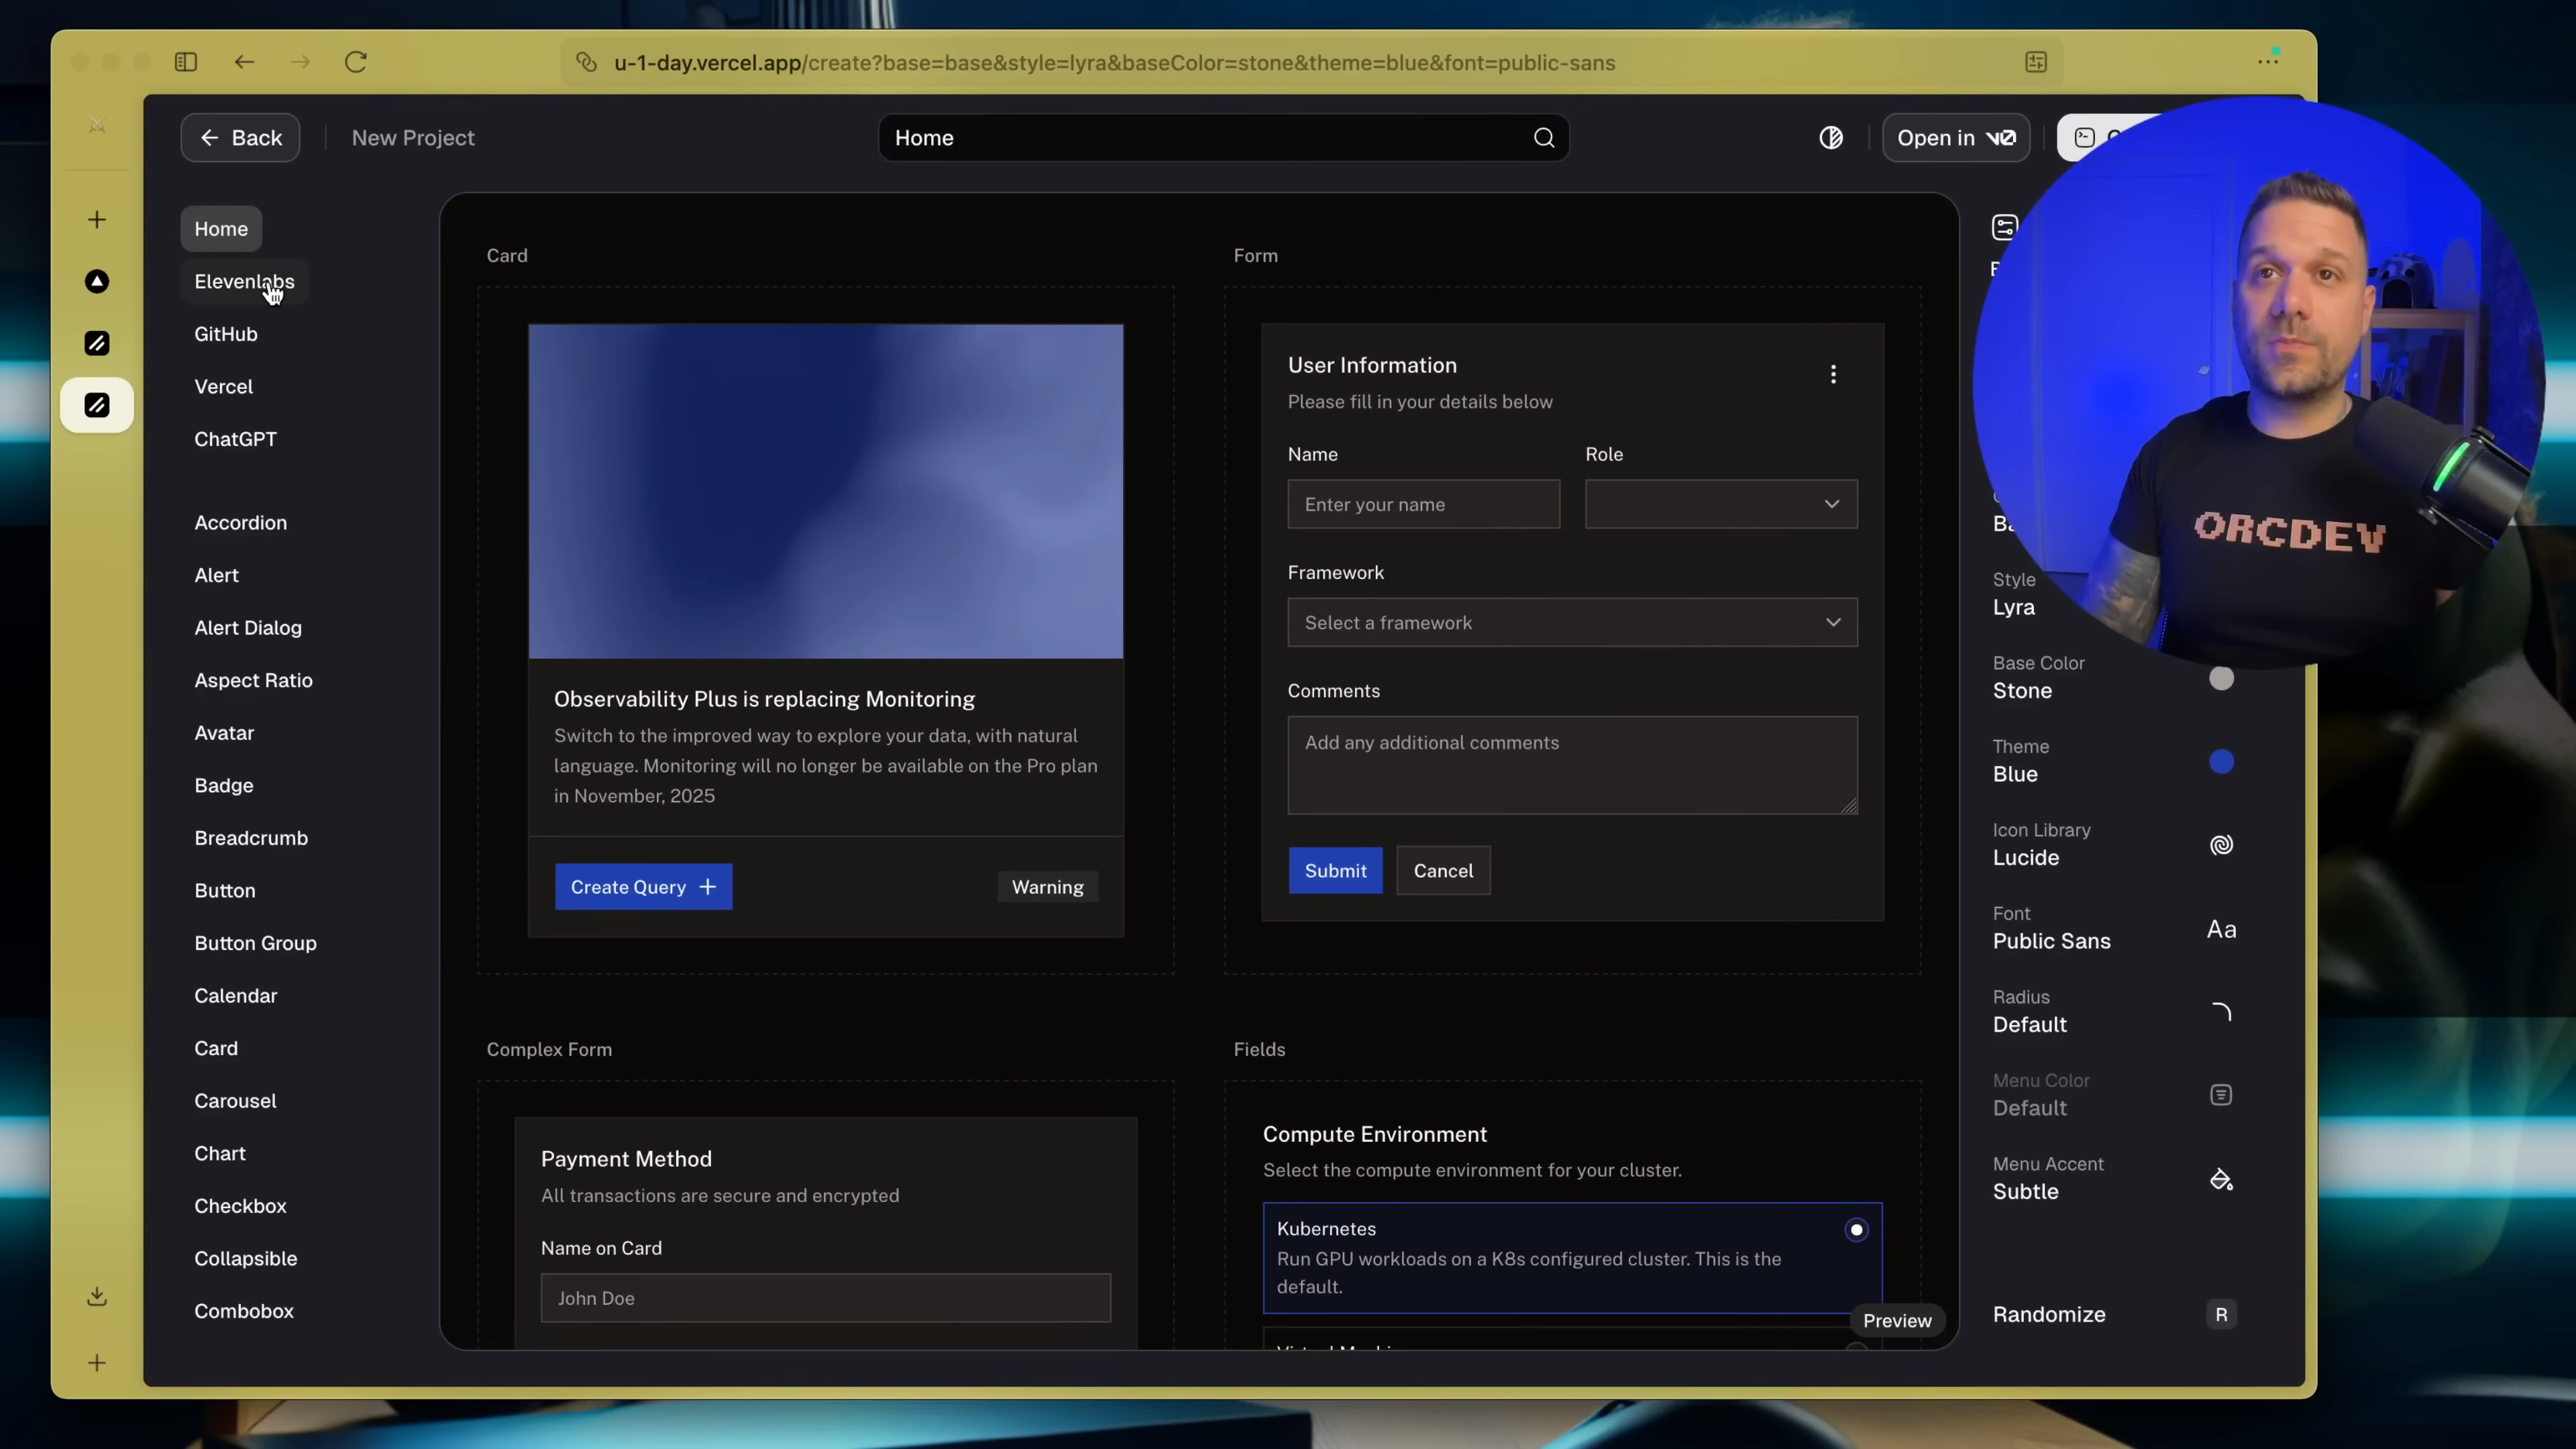 u-1-day.vercel.app/create?base=base&style=lyra&baseColor=stone&theme=blue&font=public-sans
Back
New Project
Home
Open in v0
Home
Elevenlabs
GitHub
Vercel
ChatGPT
Accordion
Alert
Alert Dialog
Aspect Ratio
Avatar
Badge
Breadcrumb
Button
Button Group
Calendar
Card
Carousel
Chart
Checkbox
Collapsible
Combobox
Card
Observability Plus is replacing Monitoring
Switch to the improved way to explore your data, with natural
language. Monitoring will no longer be available on the Pro plan
in November, 2025
Create Query
Warning
Form
User Information
Please fill in your details below
Name
Role
Enter your name
Framework
Select a framework
Comments
Add any additional comments
Submit
Cancel
Complex Form
Payment Method
All transactions are secure and encrypted
Name on Card
John Doe
Fields
Compute Environment
Select the compute environment for your cluster.
Kubernetes
Run GPU workloads on a K8s configured cluster. This is the
default.
Preview
Style
Lyra
Base Color
Stone
Theme
Blue
Icon Library
Lucide
Font
Public Sans
Aa
Radius
Default
Menu Color
Default
Menu Accent
Subtle
Randomize
R
ORCDEV